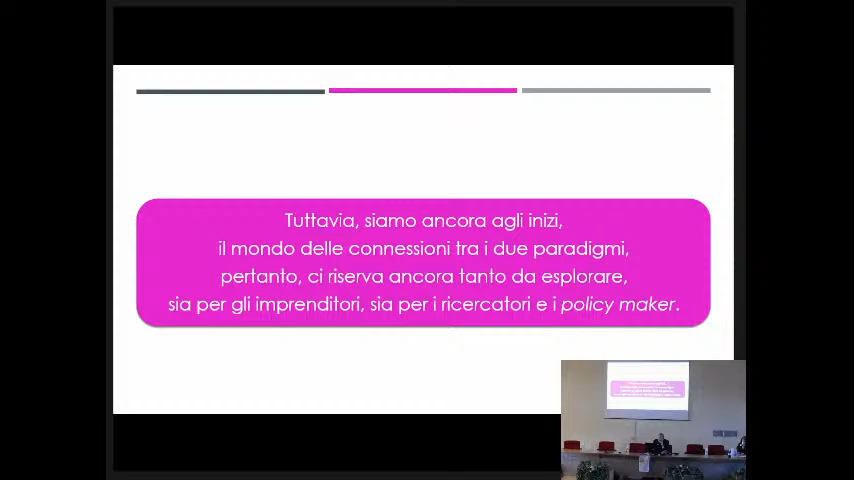 Tuttavia, siamo ancora agli inizi,
il mondo delle connessioni tra i due paradigmi,
pertanto, ci riserva ancora tanto da esplorare,
sia per gli imprenditori, sia per i ricercatori e i policy maker.